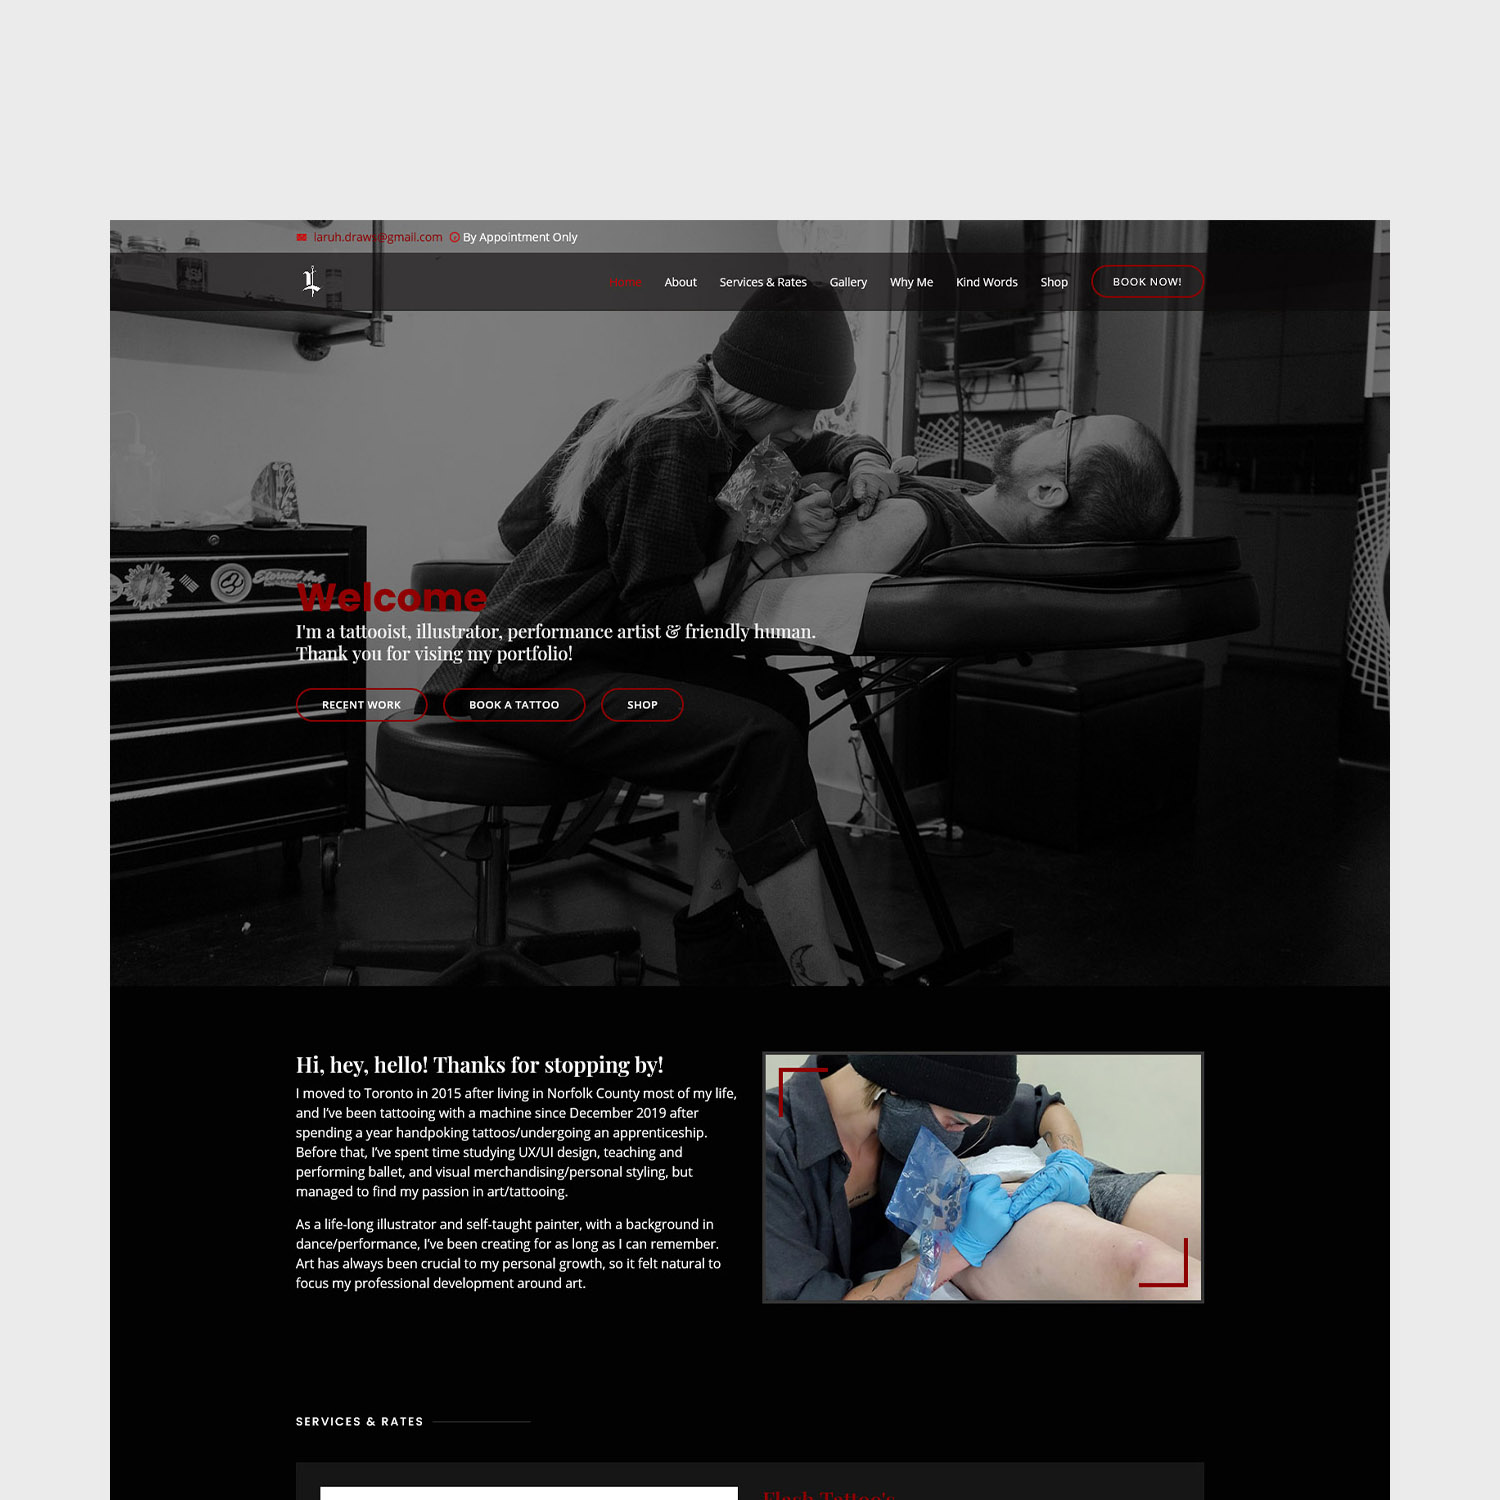 iaruh.draws@gmail.com By Appointment Only
L
Home About Services & Rates Gallery Why Me Kind Words Shop BOOK NOW!
Welcome
I'm a tattooist, illustrator, performance artist & friendly human.
Thank you for vising my portfolio!
RECENT WORK BOOK A TATTOO SHOP
Hi, hey, hello! Thanks for stopping by!
I moved to Toronto in 2015 after living in Norfolk County most of my life,
and I've been tattooing with a machine since December 2019 after
spending a year handpoking tattoos/undergoing an apprenticeship.
Before that, I've spent time studying UX/UI design, teaching and
performing ballet, and visual merchandising/personal styling, but
managed to find my passion in art/tattooing.
As a life-long illustrator and self-taught painter, with a background in
dance/performance, I've been creating for as long as I can remember.
Art has always been crucial to my personal growth, so it felt natural to
focus my professional development around art.
SERVICES & RATES
Flash Tattoo's